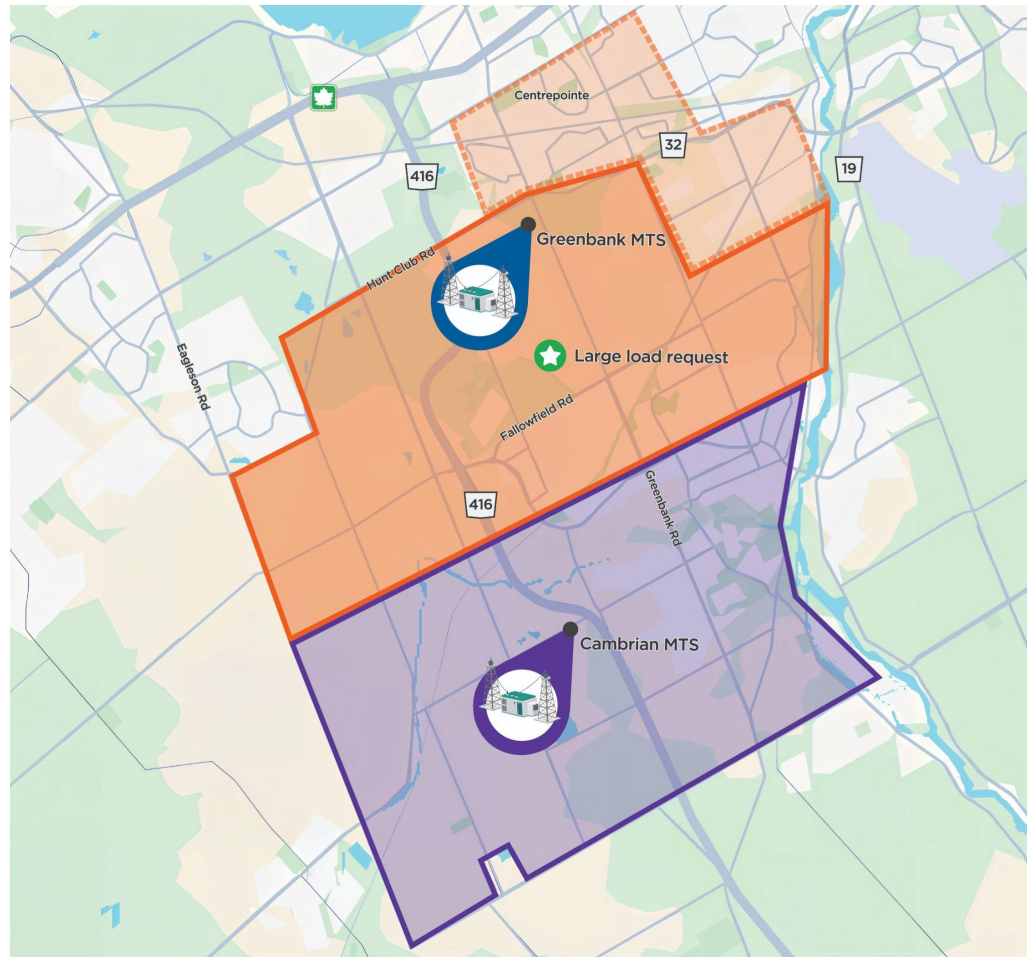 Centrepointe
32
416
19
Greenbank MTS
Hunt Club Rd
Large load request
Eagleson Rd
Fallowfield Rd
416
Greenbank Rd
Cambrian MTS